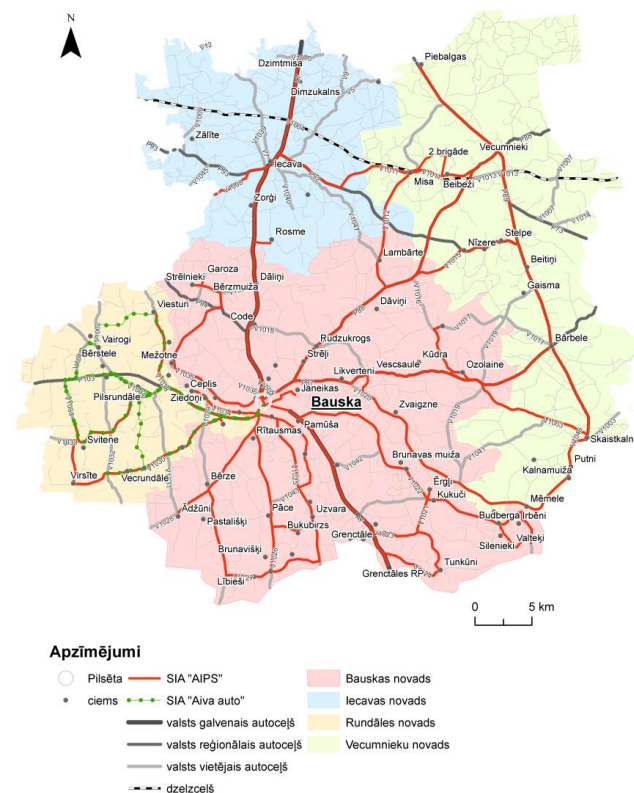 N
Piebalgas
Dzimtmisa
Dimzukalns
Zālīte
Vecumnieki
2.brigāde
Iecava
Misa
Beibeži
Zorģi
Rosme
Stelpe
Nīzere
Lambārte
Beitiņi
Garoza
Strēlnieki
Dāliņi
Bērzmuiža
Gaisma
Viesturi
Dāviņi
Code
Vairogi
Rudzukrogs
Bārbele
Bērstele
Mežotne
Strēji
Kūdra
Vecsaule
Ozolaine
Likverteni
Ceplis
Pilsrundāle
Ziedoņi
Janeikas
Bauska
Zvaigzne
Pamūša
Rītausmas
Svitene
Skaistkaln
Brunavas muiža
Putni
Virsīte
Vecrundāle
Bērze
Kalnamuiža
Ērgļi
Kukuči
Mēmele
Ādžūni
Pāce
Uzvara
Budberga
Irbēni
Pastališķi
Bukubirzs
Grenctāle
Valteķi
Silenieki
Brunavišķi
Tunkūni
Lībieši
Grenctāles RP
0 5 km
Apzīmējumi
Pilsēta SIA "AIPS" Bauskas novads
ciems SIA "Aiva auto" Iecavas novads
valsts galvenais autoceļš Rundāles novads
valsts reģionālais autoceļš Vecumnieku novads
valsts vietējais autoceļš
dzelzceļš